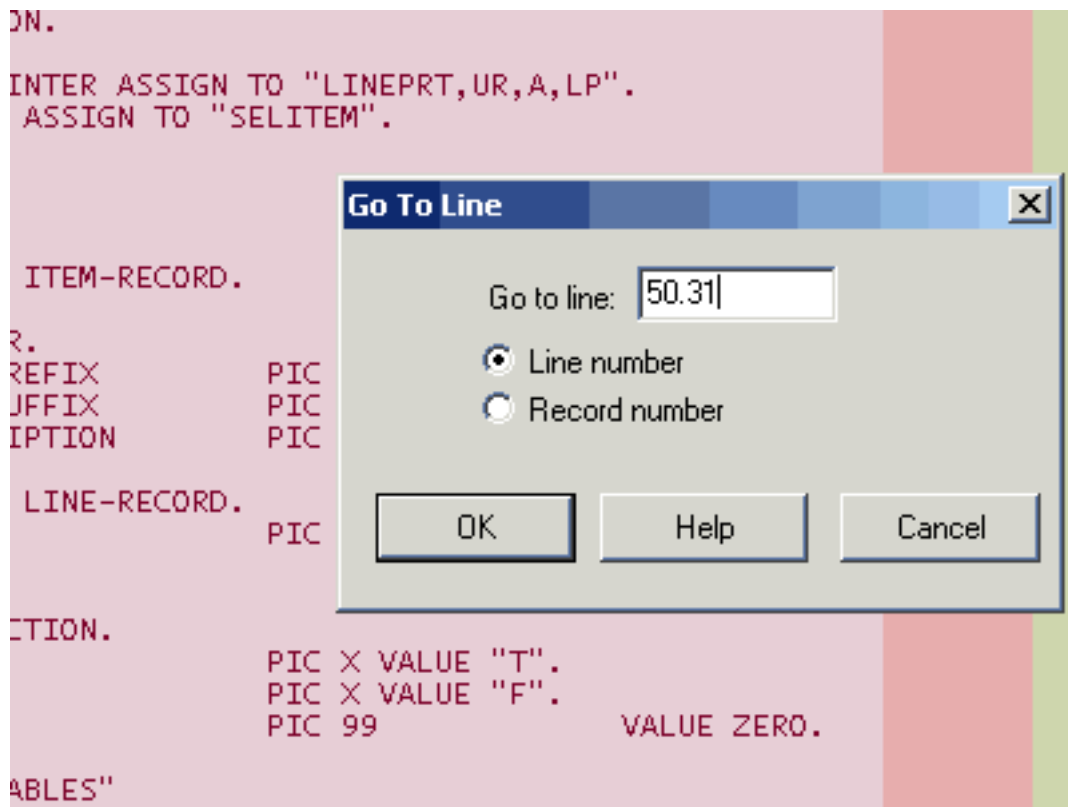 ON.
INTER ASSIGN TO "LINEPRT,UR,A,LP".
ASSIGN TO "SELITEM".
Go To Line
ITEM-RECORD.
Go to line: 50.31
R.
Line number
REFIX PIC
UFFIX PIC
Record number
IPTION PIC
LINE-RECORD.
PIC
OK Help Cancel
CTION.
PIC X VALUE "T".
PIC X VALUE "F".
PIC 99 VALUE ZERO.
ABLES"